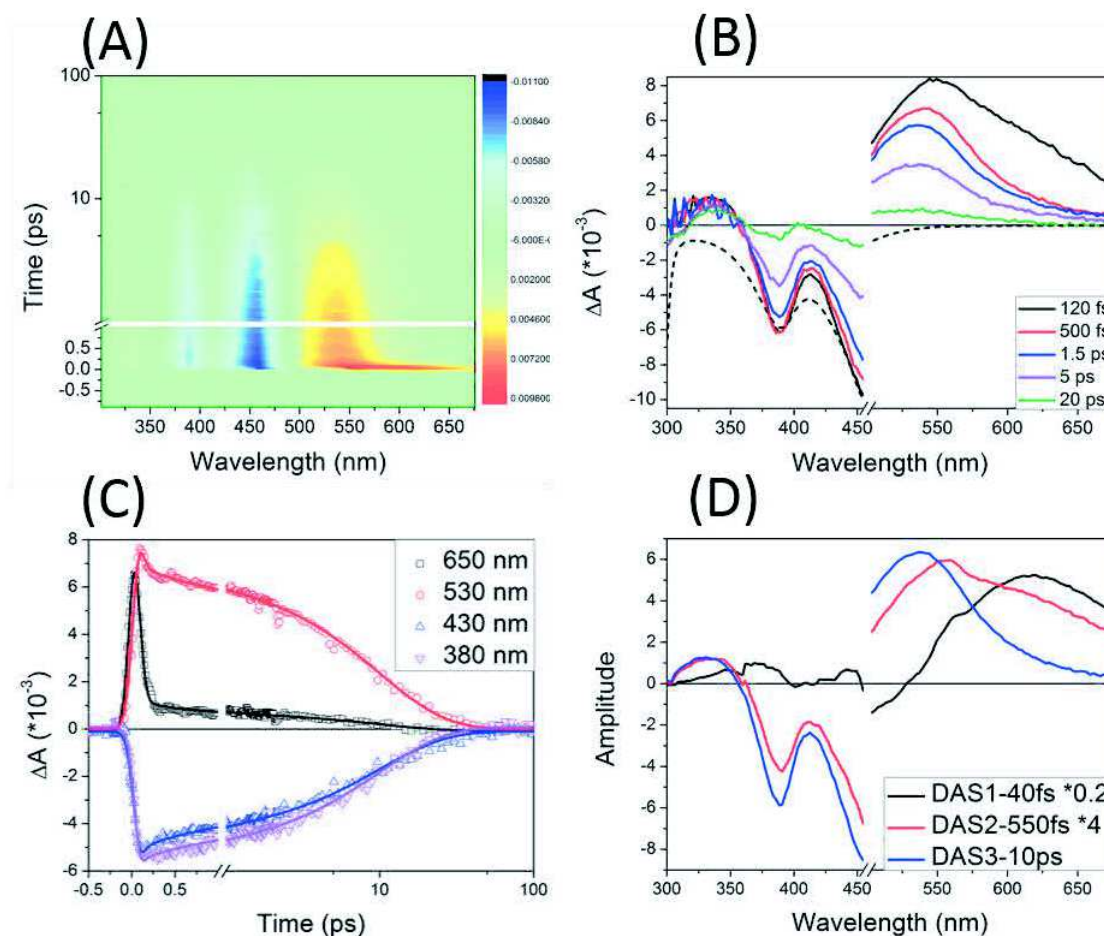 (A)
100
10
0.5
0.0
-0.5
Time (ps)
350 400 450 500 550 600 650
Wavelength (nm)
-0.01100
-0.00840
-0.00580
-6.000E-4
0.002000
0.004600
0.007200
0.009800
(B)
8
6
4
2
0
-2
-4
-6
-8
-10
ΔA (*10-3)
300 350 400 450 550 600 650
Wavelength (nm)
120 fs
500 fs
1.5 ps
5 ps
20 ps
(C)
8
6
4
2
0
-2
-4
-6
ΔA (*10-3)
-0.5 0.0 0.5 10 100
Time (ps)
650 nm
530 nm
430 nm
380 nm
(D)
6
4
2
0
-2
-4
-6
-8
Amplitude
300 350 400 450 550 600 650
Wavelength (nm)
DAS1-40fs *0.2
DAS2-550fs *4
DAS3-10ps